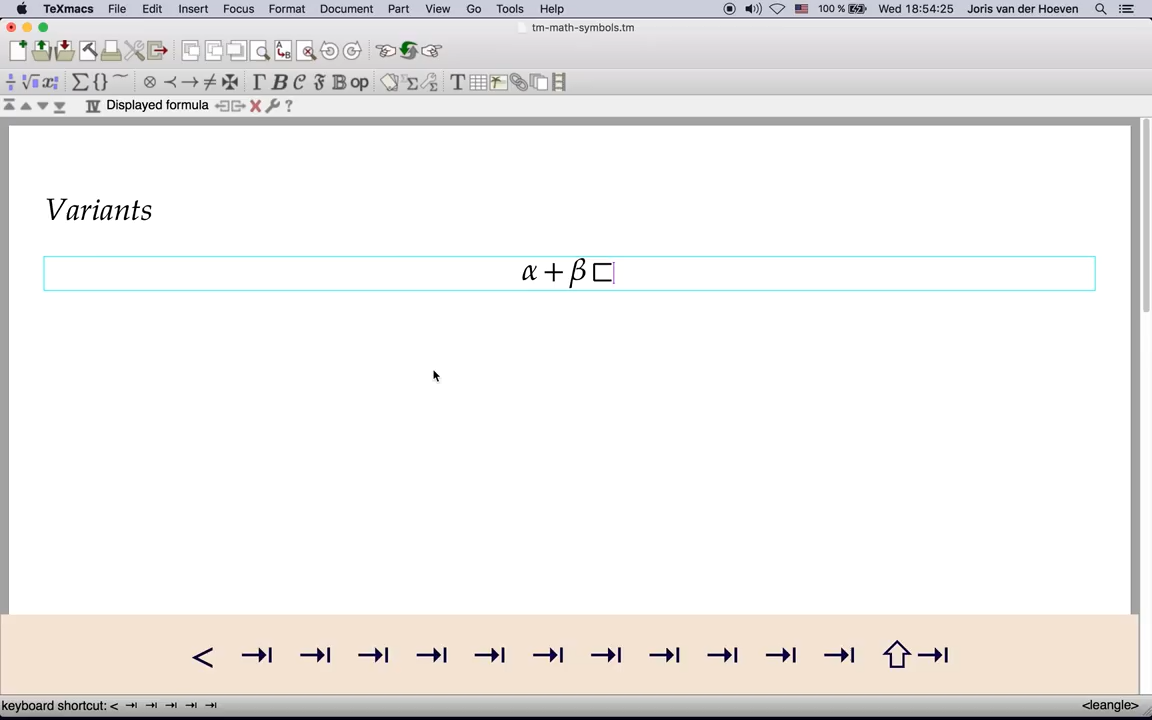 TeXmacs File Edit Insert Focus Format Document Part View Go Tools Help 100 % Wed 18:54:25 Joris van der Hoeven
tm-math-symbols.tm
Γ B C F B op T
Displayed formula ?
Variants
α + β ⊏
< →| →| →| →| →| →| →| →| →| →| →| ⇧→|
keyboard shortcut: < →| →| →| →| →| <leangle>